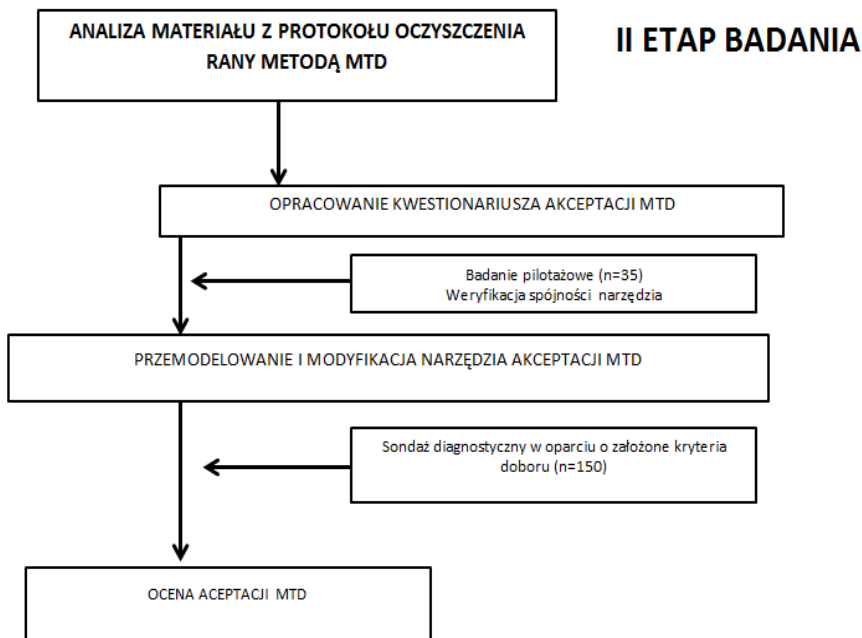 ANALIZA MATERIAŁU Z PROTOKOŁU OCZYSZCZENIA
RANY METODĄ MTD
II ETAP BADANIA
OPRACOWANIE KWESTIONARIUSZA AKCEPTACJI MTD
Badanie pilotażowe (n=35)
Weryfikacja spójności narzędzia
PRZEMODELOWANIE I MODYFIKACJA NARZĘDZIA AKCEPTACJI MTD
Sondaż diagnostyczny w oparciu o założone kryteria
doboru (n=150)
OCENA ACEPTACJI MTD